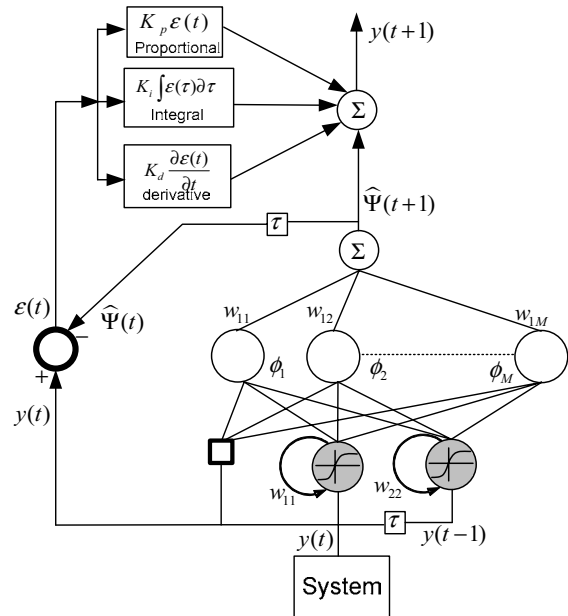 K_p ε(t)
Proportional
y(t+1)
K_i ∫ε(τ)∂τ
Integral
Σ
K_d ∂ε(t)/∂t
derivative
Ψ̂(t+1)
τ
Σ
ε(t)
Ψ̂(t)
−
w_11
w_12
w_1M
+
ϕ_1
ϕ_2
ϕ_M
y(t)
w_11
w_22
τ
y(t)
y(t−1)
System